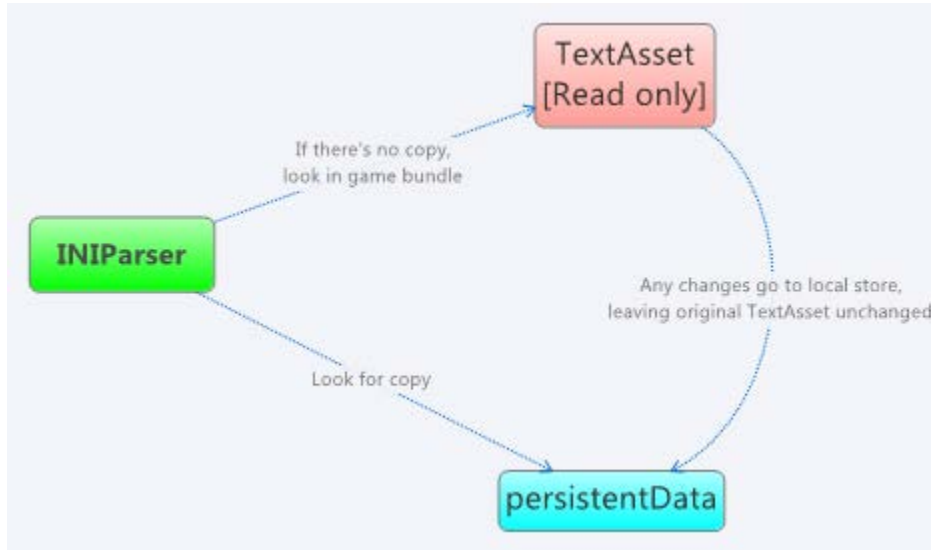 TextAsset
[Read only]
If there's no copy,
look in game bundle
INIParser
Any changes go to local store,
leaving original TextAsset unchanged
Look for copy
persistentData